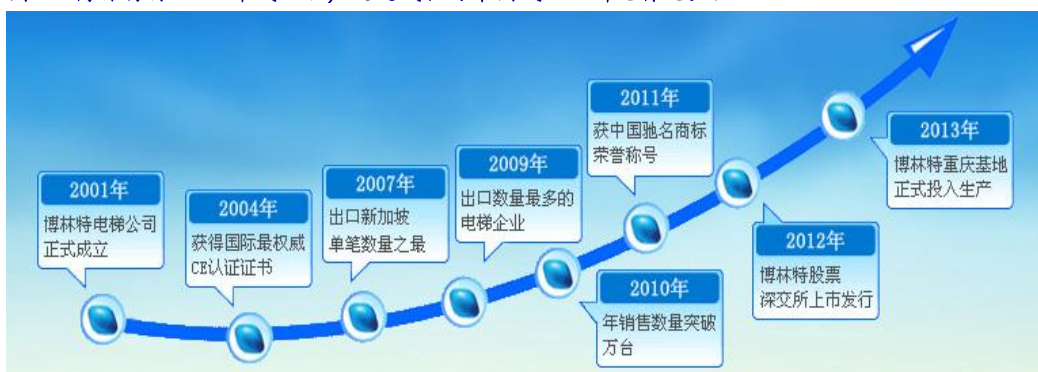 2001年
博林特电梯公司
正式成立
2004年
获得国际最权威
CE认证证书
2007年
出口新加坡
单笔数量之最
2009年
出口数量最多的
电梯企业
2010年
年销售数量突破
万台
2011年
获中国驰名商标
荣誉称号
2012年
博林特股票
深交所上市发行
2013年
博林特重庆基地
正式投入生产